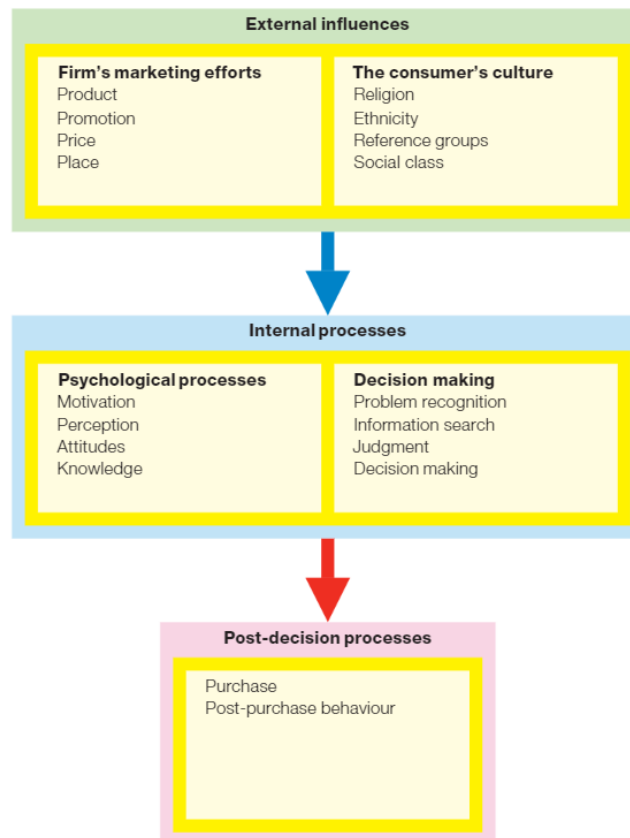 External influences
Firm's marketing efforts
Product
Promotion
Price
Place
The consumer's culture
Religion
Ethnicity
Reference groups
Social class
Internal processes
Psychological processes
Motivation
Perception
Attitudes
Knowledge
Decision making
Problem recognition
Information search
Judgment
Decision making
Post-decision processes
Purchase
Post-purchase behaviour